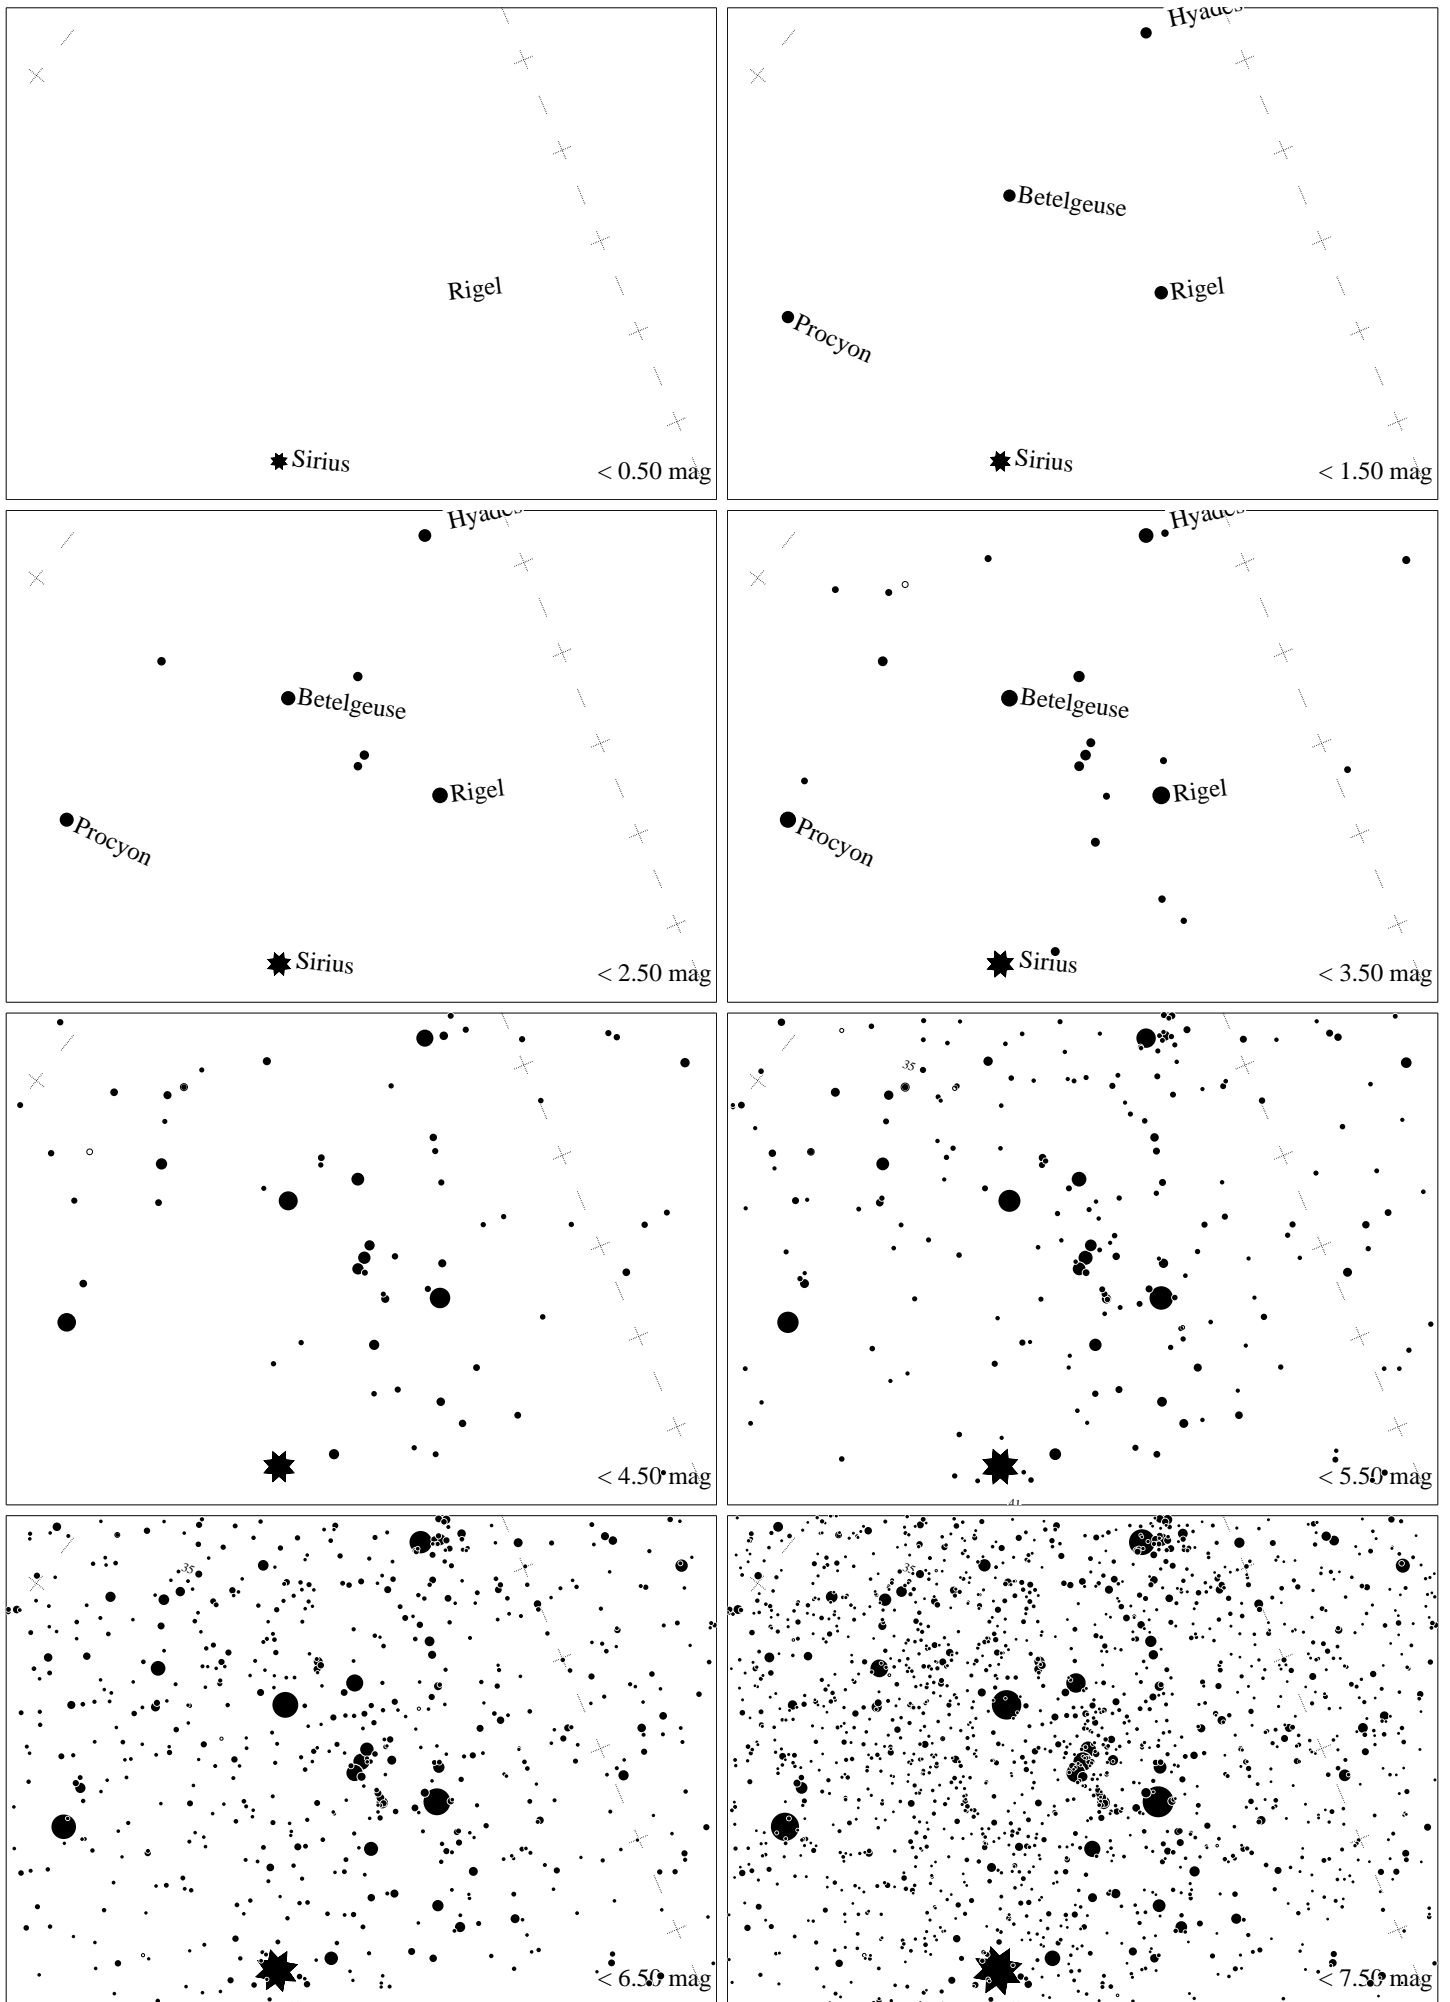 Rigel
Sirius
< 0.50 mag
Hyades
Betelgeuse
Rigel
Procyon
Sirius
< 1.50 mag
Hyades
Betelgeuse
Rigel
Procyon
Sirius
< 2.50 mag
Hyades
Betelgeuse
Rigel
Procyon
Sirius
< 3.50 mag
< 4.50 mag
35
41
< 5.50 mag
35
< 6.50 mag
35
< 7.50 mag